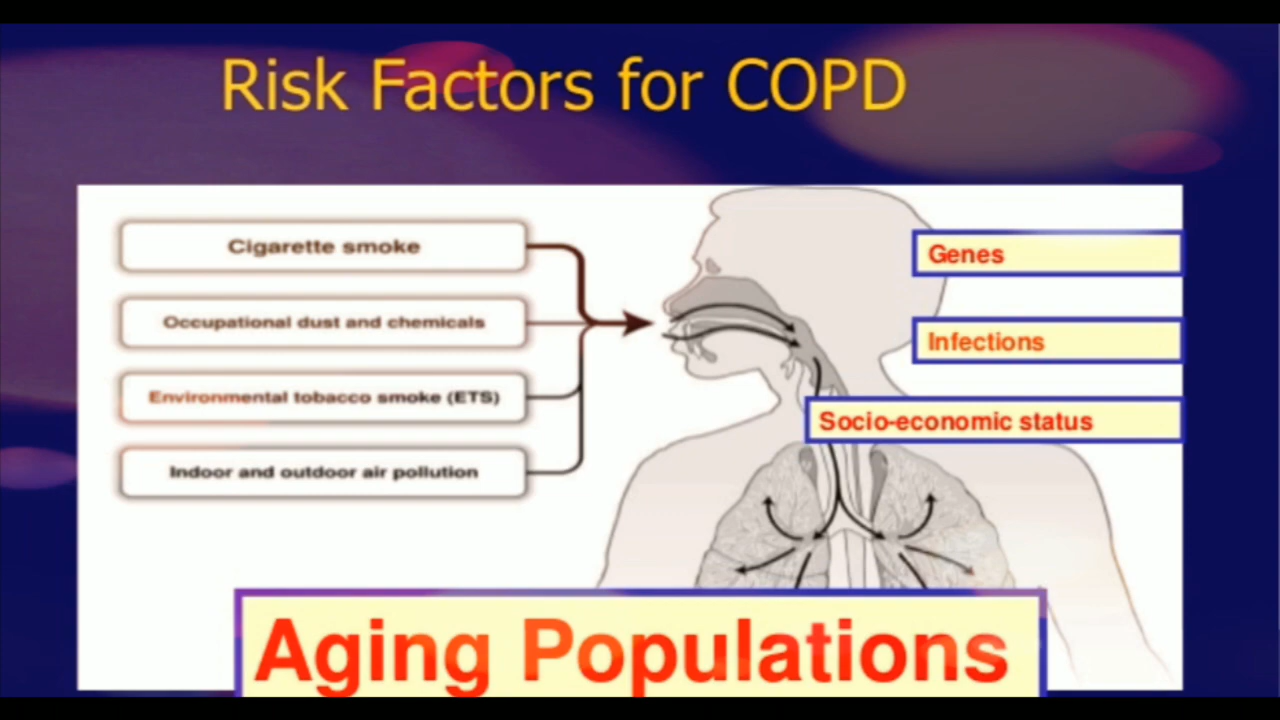 Risk Factors for COPD
Cigarette smoke
Occupational dust and chemicals
Environmental tobacco smoke (ETS)
Indoor and outdoor air pollution
Genes
Infections
Socio-economic status
Aging Populations